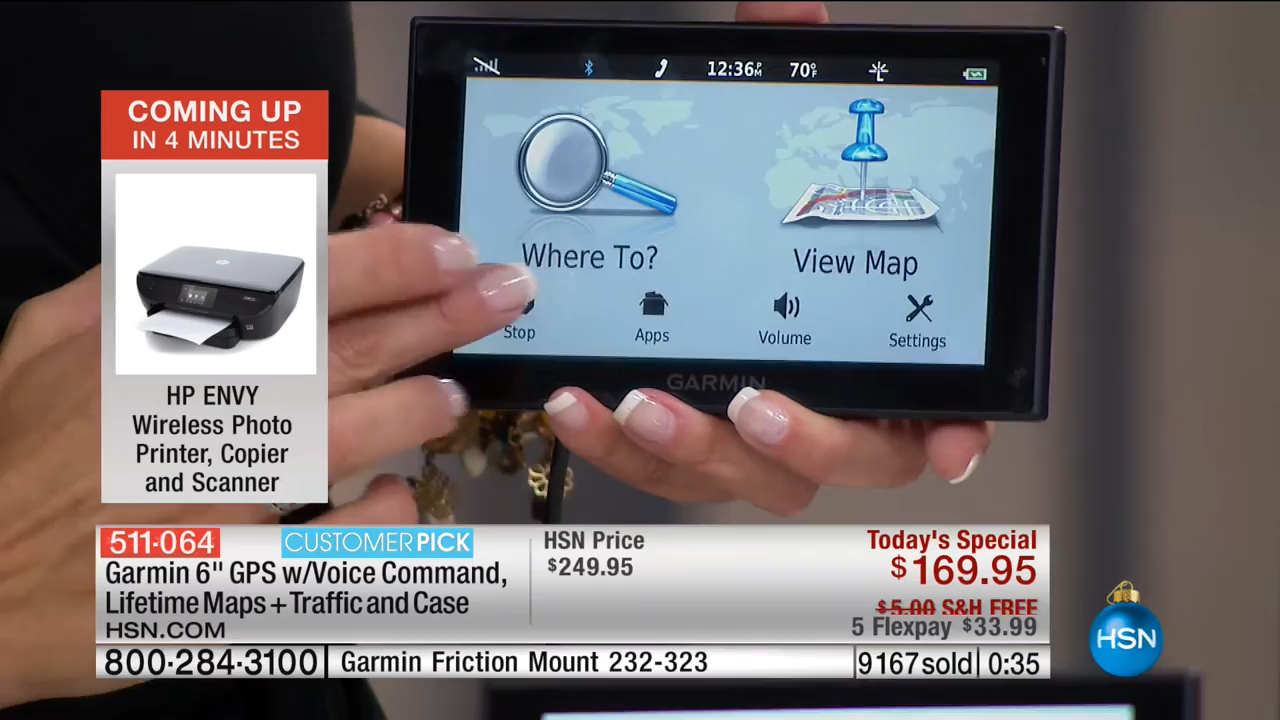 COMING UP
IN 4 MINUTES
HP ENVY
Wireless Photo
Printer, Copier
and Scanner
12:36PM 70°F
Where To?
View Map
Stop
Apps
Volume
Settings
GARMIN
511·064
CUSTOMER PICK
Garmin 6" GPS w/Voice Command,
Lifetime Maps + Traffic and Case
HSN.COM
HSN Price
$249.95
Today's Special
$169.95
$5.00 S&H FREE
5 Flexpay $33.99
800·284·3100
Garmin Friction Mount 232-323
9167 sold
0:35
HSN